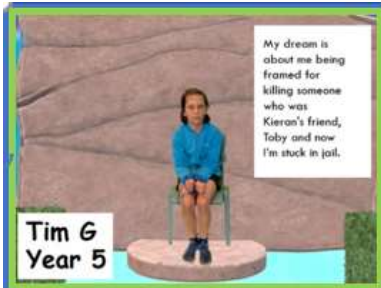 My dream is
about me being
framed for
killing someone
who was
Kieran's friend,
Toby and now
I'm stuck in jail.
Tim G
Year 5